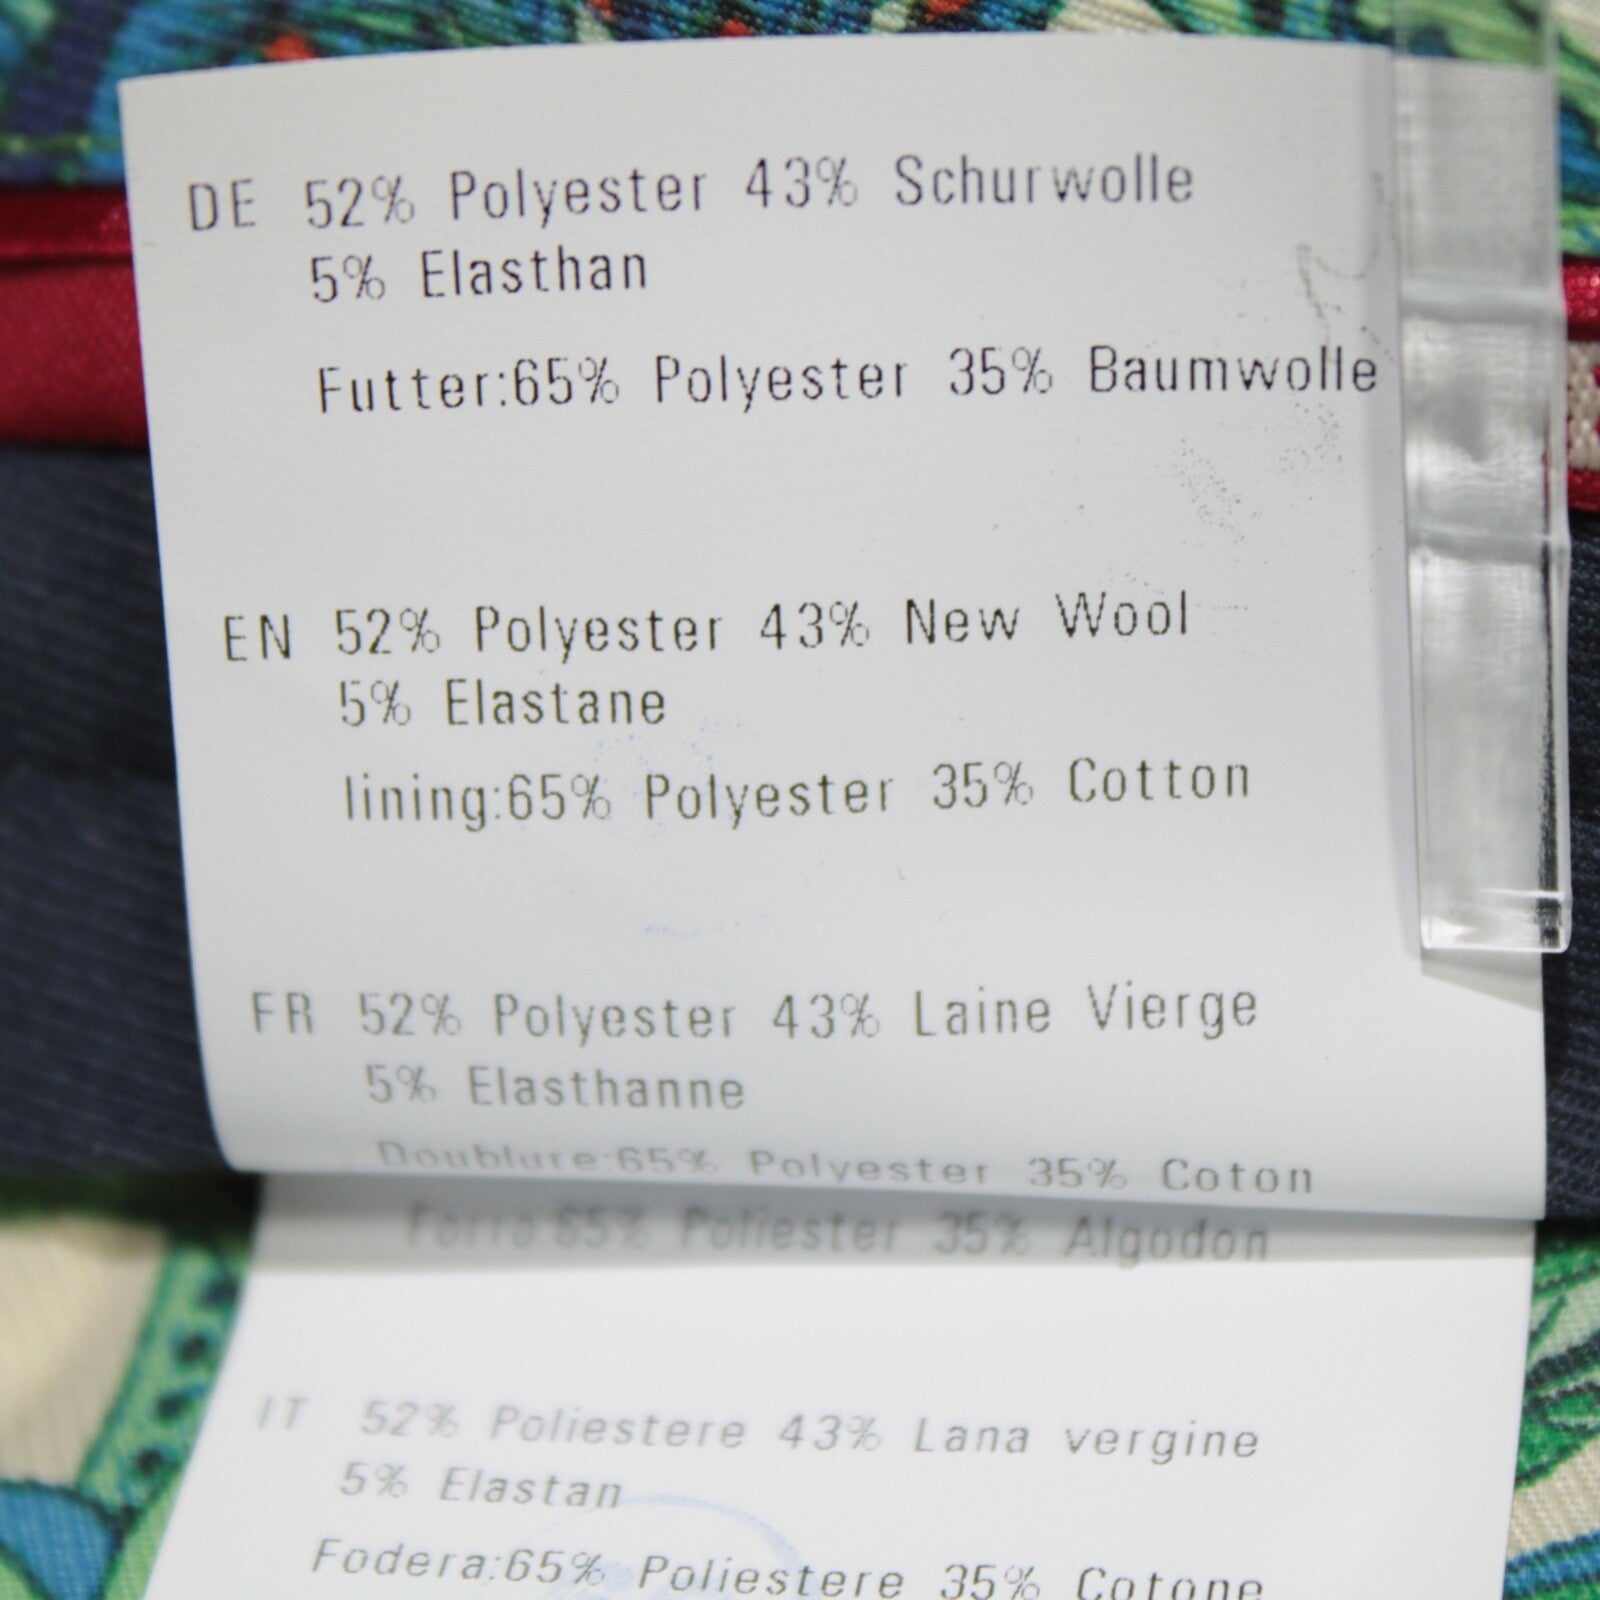 DE 52% Polyester 43% Schurwolle
5% Elasthan
Futter:65% Polyester 35% Baumwolle
EN 52% Polyester 43% New Wool
5% Elastane
lining:65% Polyester 35% Cotton
FR 52% Polyester 43% Laine Vierge
5% Elasthanne
Doublure:65% Polyester 35% Coton
Forro:65% Poliester 35% Algodon
IT 52% Poliestere 43% Lana vergine
5% Elastan
Fodera:65% Poliestere 35% Cotone